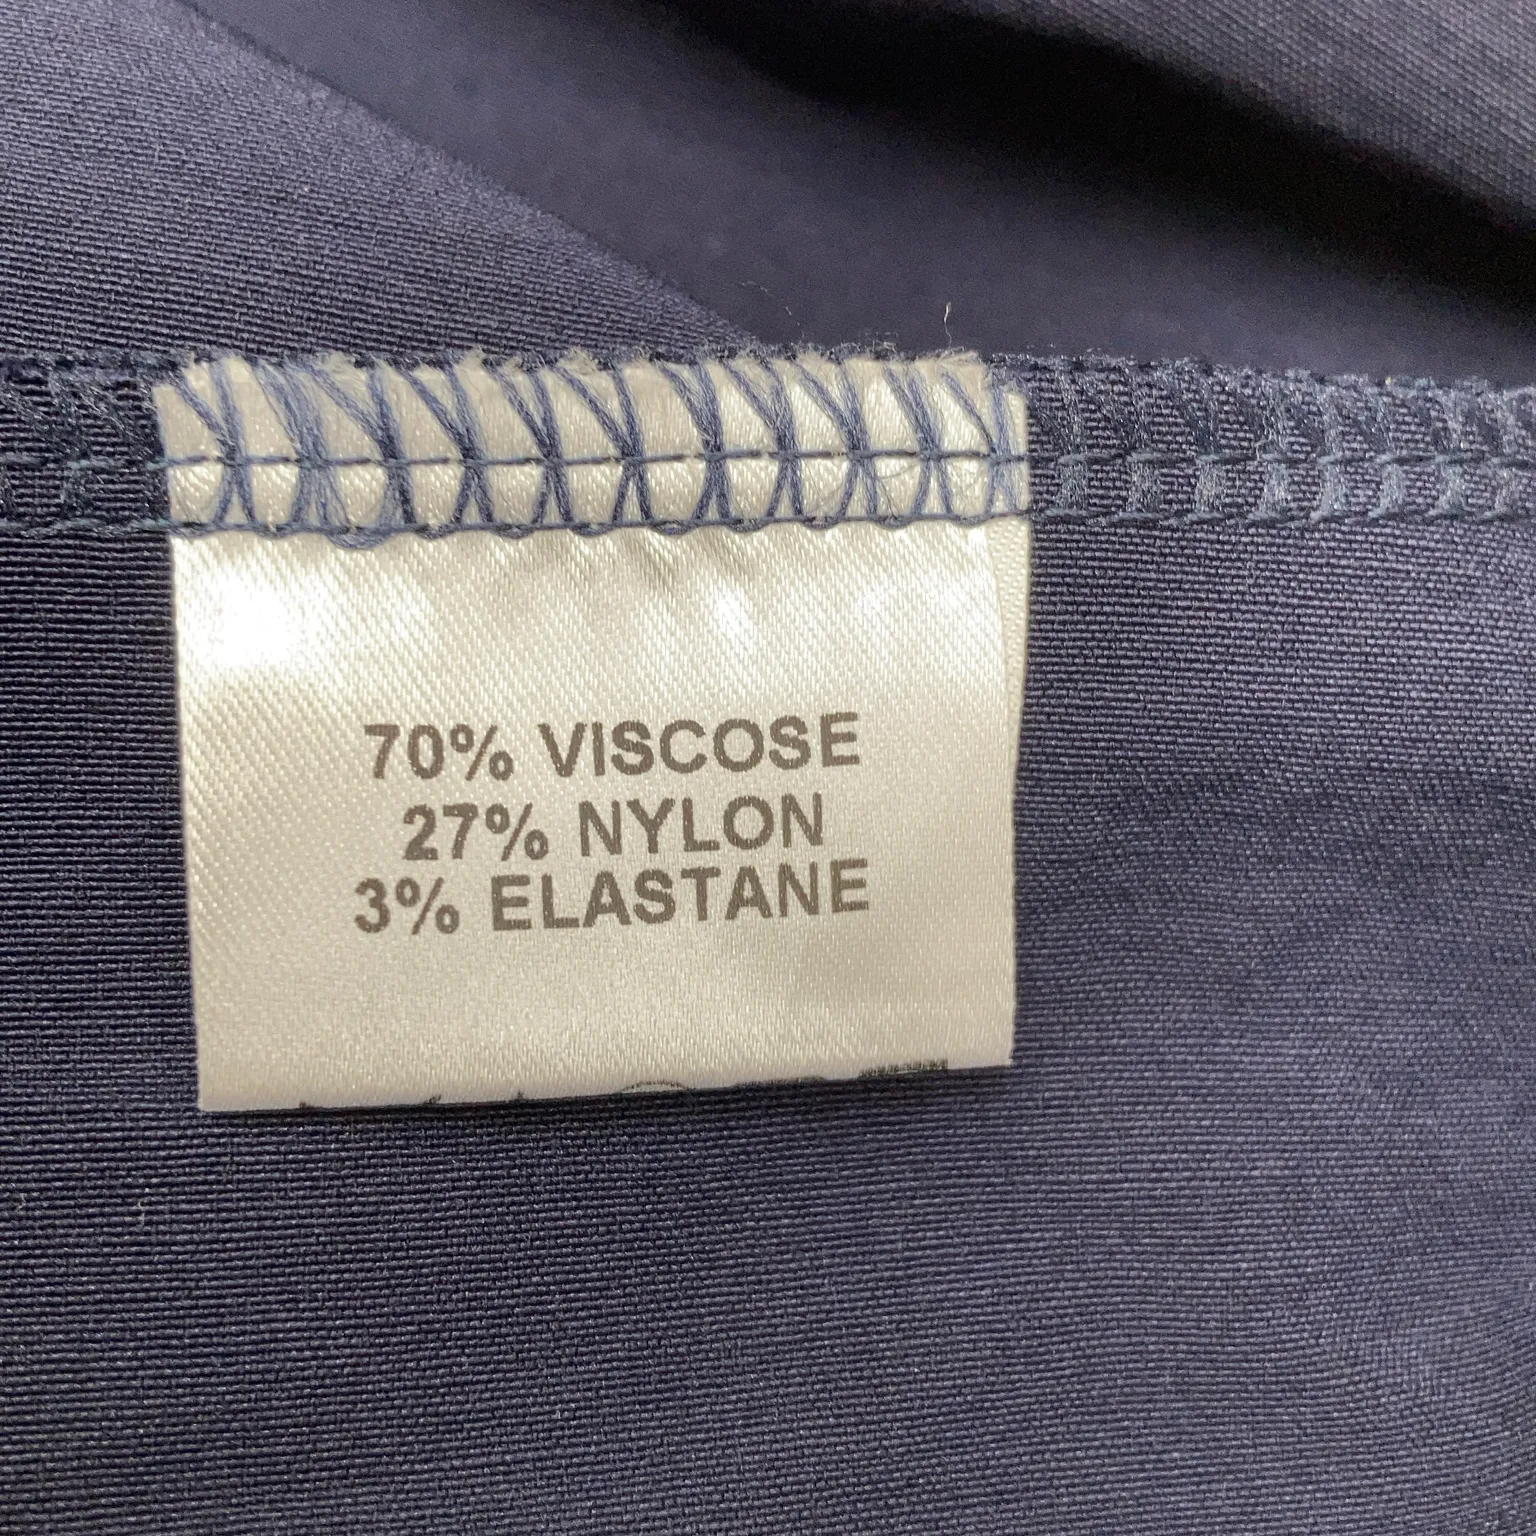 70% VISCOSE
27% NYLON
3% ELASTANE